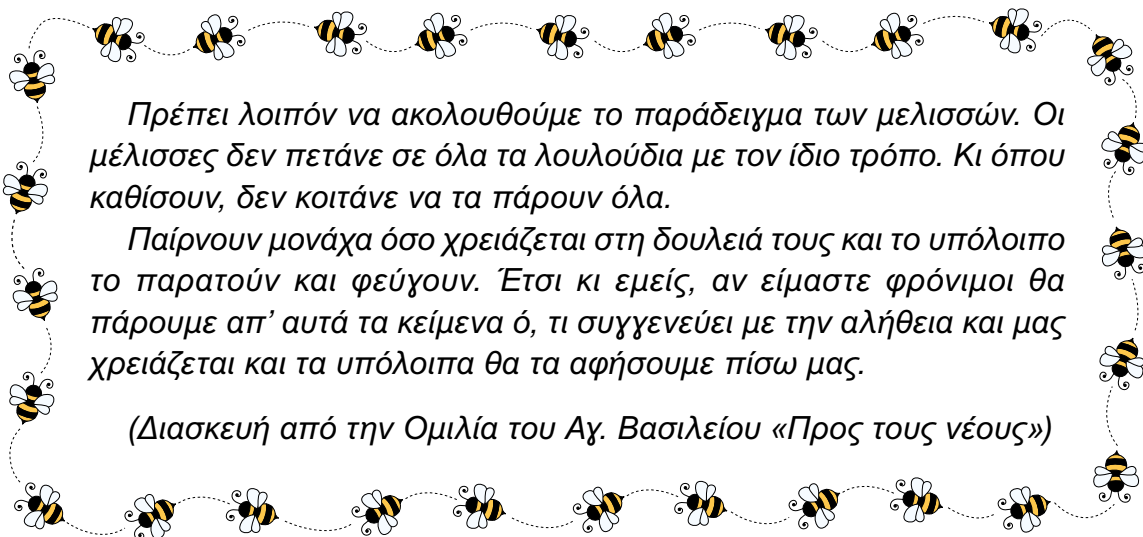 Πρέπει λοιπόν να ακολουθούμε το παράδειγμα των μελισσών. Οι
μέλισσες δεν πετάνε σε όλα τα λουλούδια με τον ίδιο τρόπο. Κι όπου
καθίσουν, δεν κοιτάνε να τα πάρουν όλα.
Παίρνουν μονάχα όσο χρειάζεται στη δουλειά τους και το υπόλοιπο
το παρατούν και φεύγουν. Έτσι κι εμείς, αν είμαστε φρόνιμοι θα
πάρουμε απ’ αυτά τα κείμενα ό, τι συγγενεύει με την αλήθεια και μας
χρειάζεται και τα υπόλοιπα θα τα αφήσουμε πίσω μας.
(Διασκευή από την Ομιλία του Αγ. Βασιλείου «Προς τους νέους»)